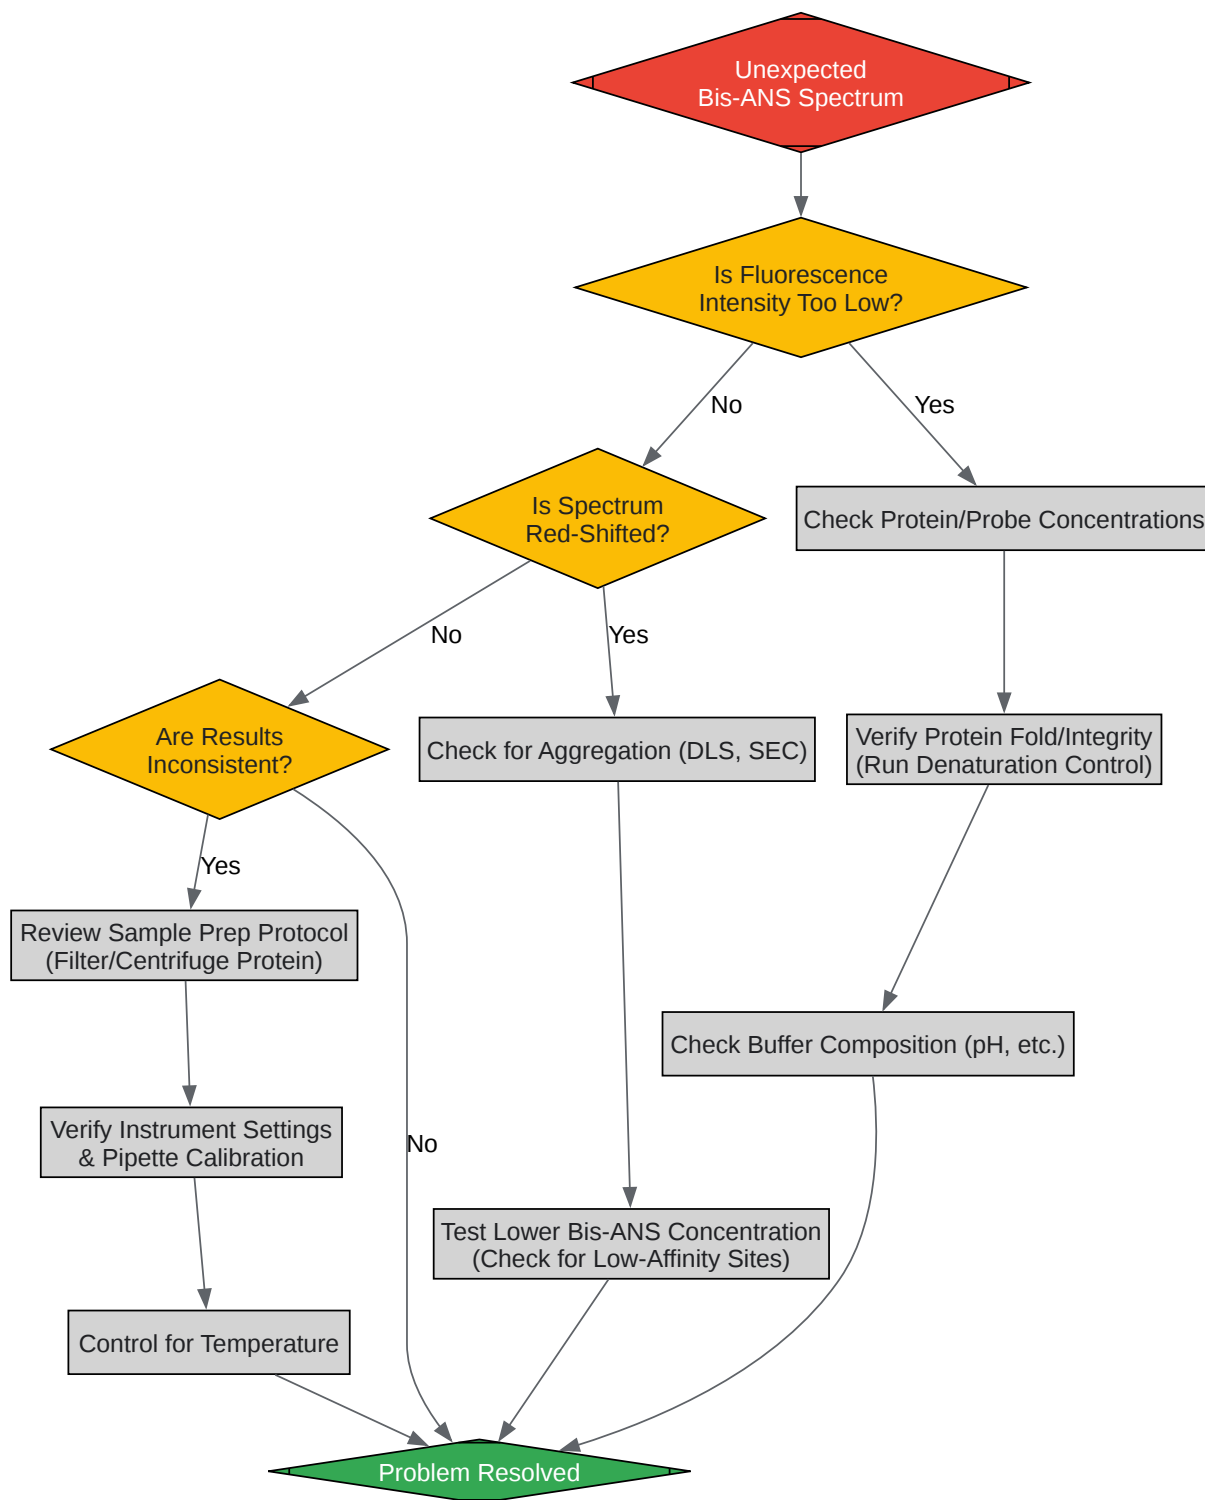 Unexpected
Bis-ANS Spectrum
Is Fluorescence
Intensity Too Low?
No
Yes
Is Spectrum
Red-Shifted?
Check Protein/Probe Concentrations
No
Yes
Are Results
Inconsistent?
Check for Aggregation (DLS, SEC)
Verify Protein Fold/Integrity
(Run Denaturation Control)
Yes
Review Sample Prep Protocol
(Filter/Centrifuge Protein)
Check Buffer Composition (pH, etc.)
Verify Instrument Settings
& Pipette Calibration
No
Test Lower Bis-ANS Concentration
(Check for Low-Affinity Sites)
Control for Temperature
Problem Resolved